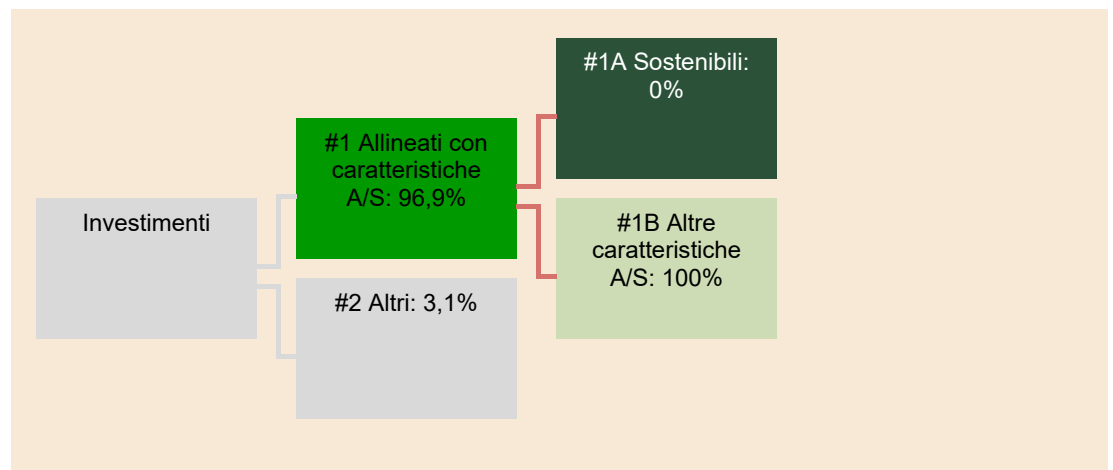 Investimenti
#1 Allineati con
caratteristiche
A/S: 96,9%
#2 Altri: 3,1%
#1A Sostenibili:
0%
#1B Altre
caratteristiche
A/S: 100%